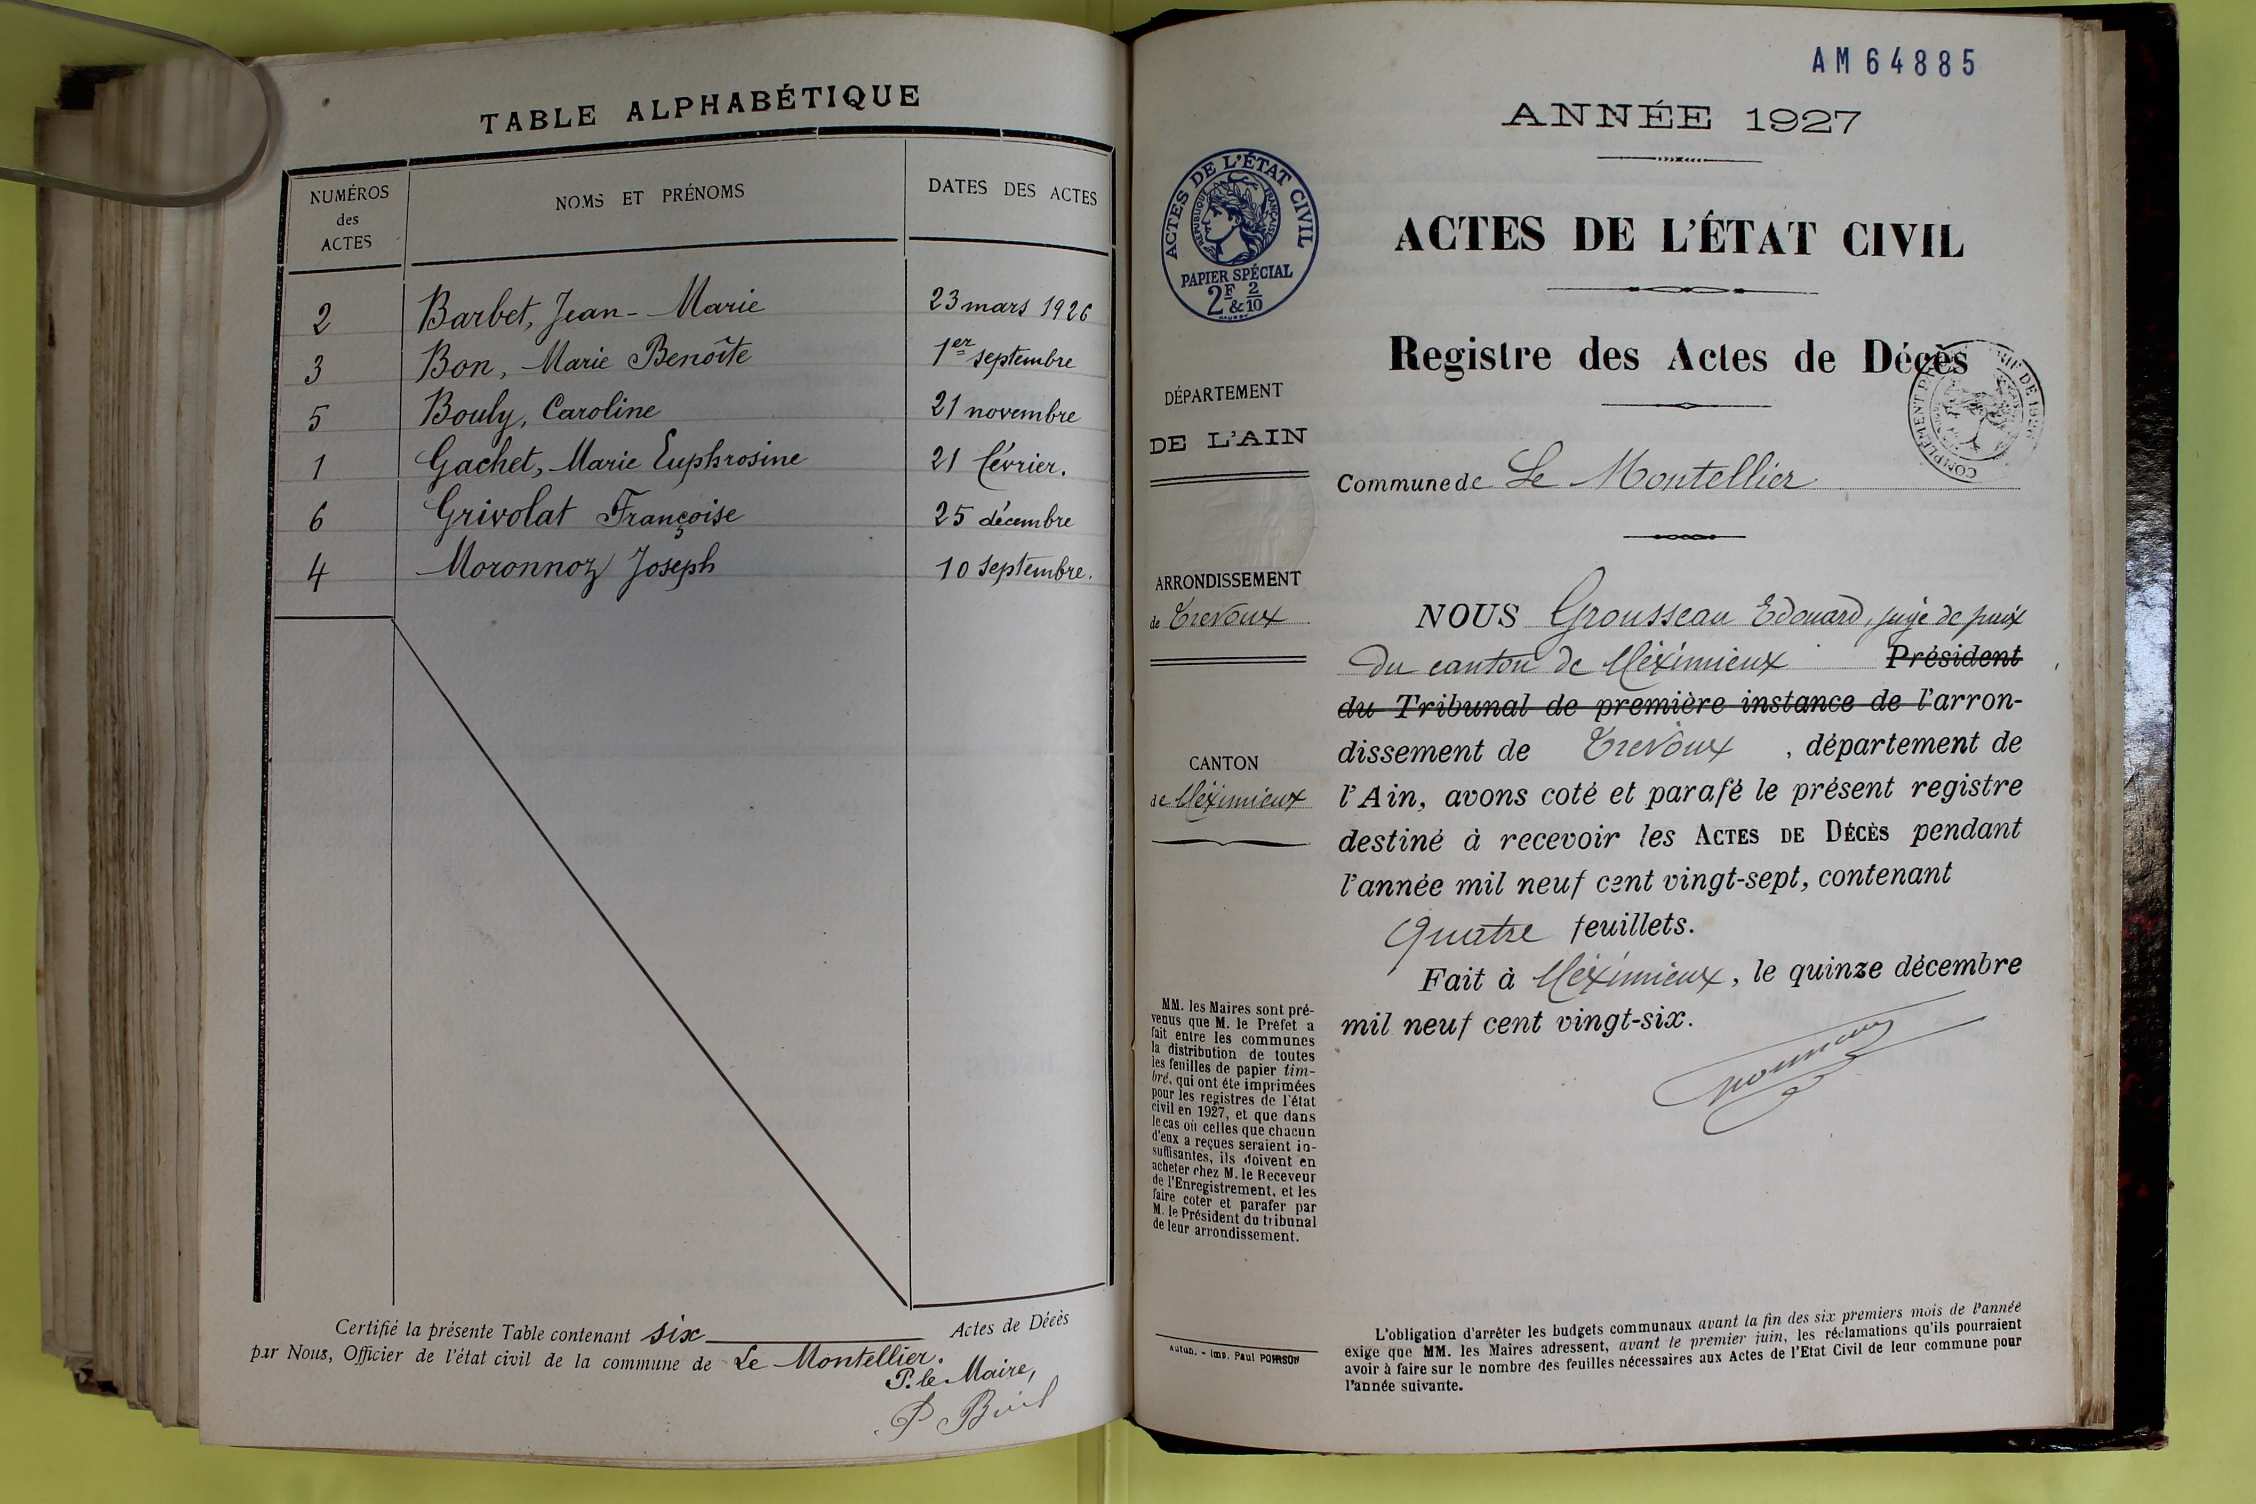 TABLE ALPHABÉTIQUE
NUMÉROS
des
ACTES
NOMS ET PRÉNOMS
DATES DES ACTES
2 Barbet, Jean-Marie 23 mars 1926
3 Bon, Marie Benoîte 1er septembre
5 Bouly, Caroline 21 novembre
1 Gachet, Marie Euphrosine 21 février.
6 Grivolat Françoise 25 décembre
4 Moronnoz Joseph 10 septembre.
Certifié la présente Table contenant six Actes de Décès
par Nous, Officier de l'état civil de la commune de Le Montellier.
P. le Maire,
AM64885
ANNÉE 1927
ACTES DE L'ÉTAT CIVIL
RÉPUBLIQUE FRANÇAISE
PAPIER SPÉCIAL
2F & 2/10
ACTES DE L'ÉTAT CIVIL
Registre des Actes de Décès
DÉPARTEMENT
DE L'AIN
Commune de Le Montellier
ARRONDISSEMENT
de Trévoux
CANTON
de Méximieux
NOUS Grousseau Edouard, juge de paix
du canton de Méximieux Président
du Tribunal de première instance de l'arron-
dissement de Trévoux, département de
l'Ain, avons coté et parafé le présent registre
destiné à recevoir les ACTES DE DÉCÈS pendant
l'année mil neuf cent vingt-sept, contenant
Quatre feuillets.
Fait à Méximieux, le quinze décembre
mil neuf cent vingt-six.
MM. les Maires sont pré-
venus que M. le Préfet a
fait entre les communes
la distribution de toutes
les feuilles de papier tim-
bré, qui ont été imprimées
pour les registres de l'état
civil en 1927, et que dans
le cas où celles que chacun
d'eux a reçues seraient in-
suffisantes, ils doivent en
acheter chez M. le Receveur
de l'Enregistrement, et les
faire coter et parafer par
M. le Président du tribunal
de leur arrondissement.
Autun. - Imp. Paul POIRSON
L'obligation d'arrêter les budgets communaux avant la fin des six premiers mois de l'année
exige que MM. les Maires adressent, avant le premier juin, les réclamations qu'ils pourraient
avoir à faire sur le nombre des feuilles nécessaires aux Actes de l'Etat Civil de leur commune pour
l'année suivante.